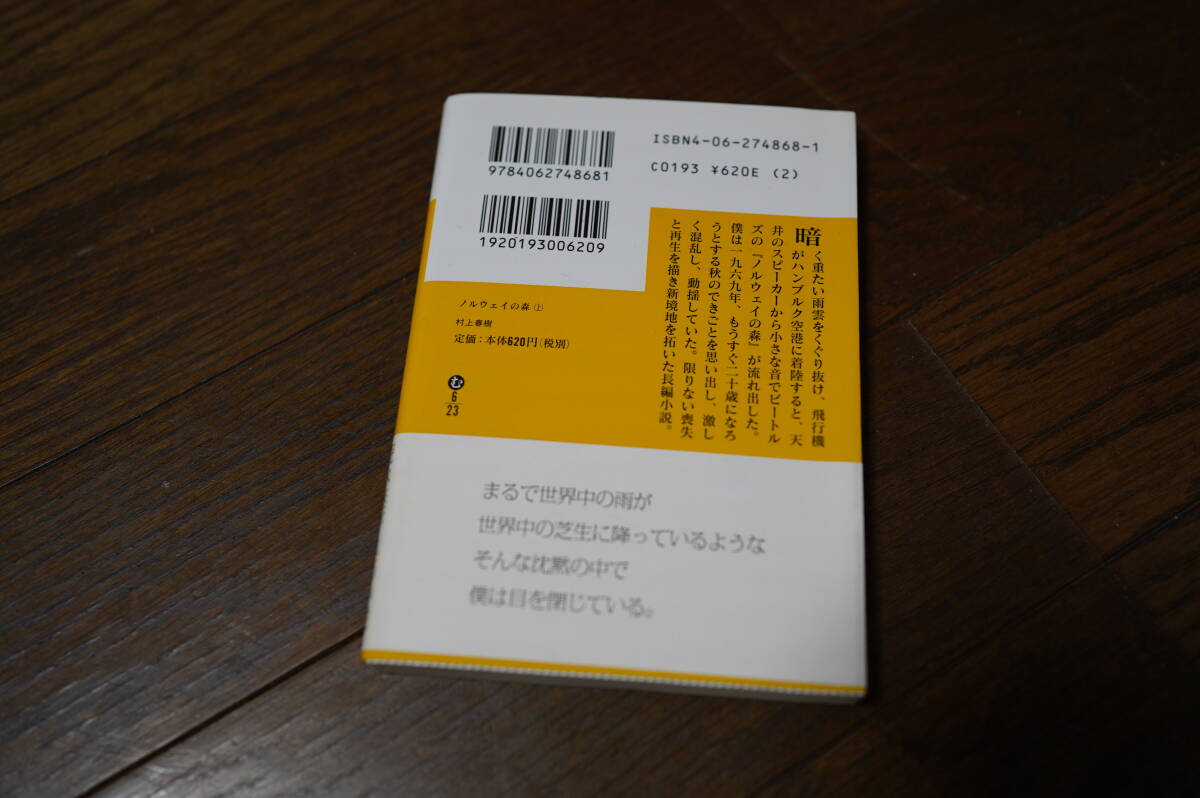 9784062748681
1920193006209
ISBN4-06-274868-1
C0193 ¥620E (2)
暗く重たい雨雲をくぐり抜け、飛行機
がハンブルク空港に着陸すると、天
井のスピーカーから小さな音でビートル
ズの『ノルウェイの森』が流れ出した。
僕は一九六九年、もうすぐ二十歳になろ
うとする秋のできごとを思い出し、激し
く混乱し、動揺していた。限りない喪失
と再生を描き新境地を拓いた長編小説。
ノルウェイの森(上)
村上春樹
定価:本体620円(税別)
む
6
23
まるで世界中の雨が
世界中の芝生に降っているような
そんな沈黙の中で
僕は目を閉じている。